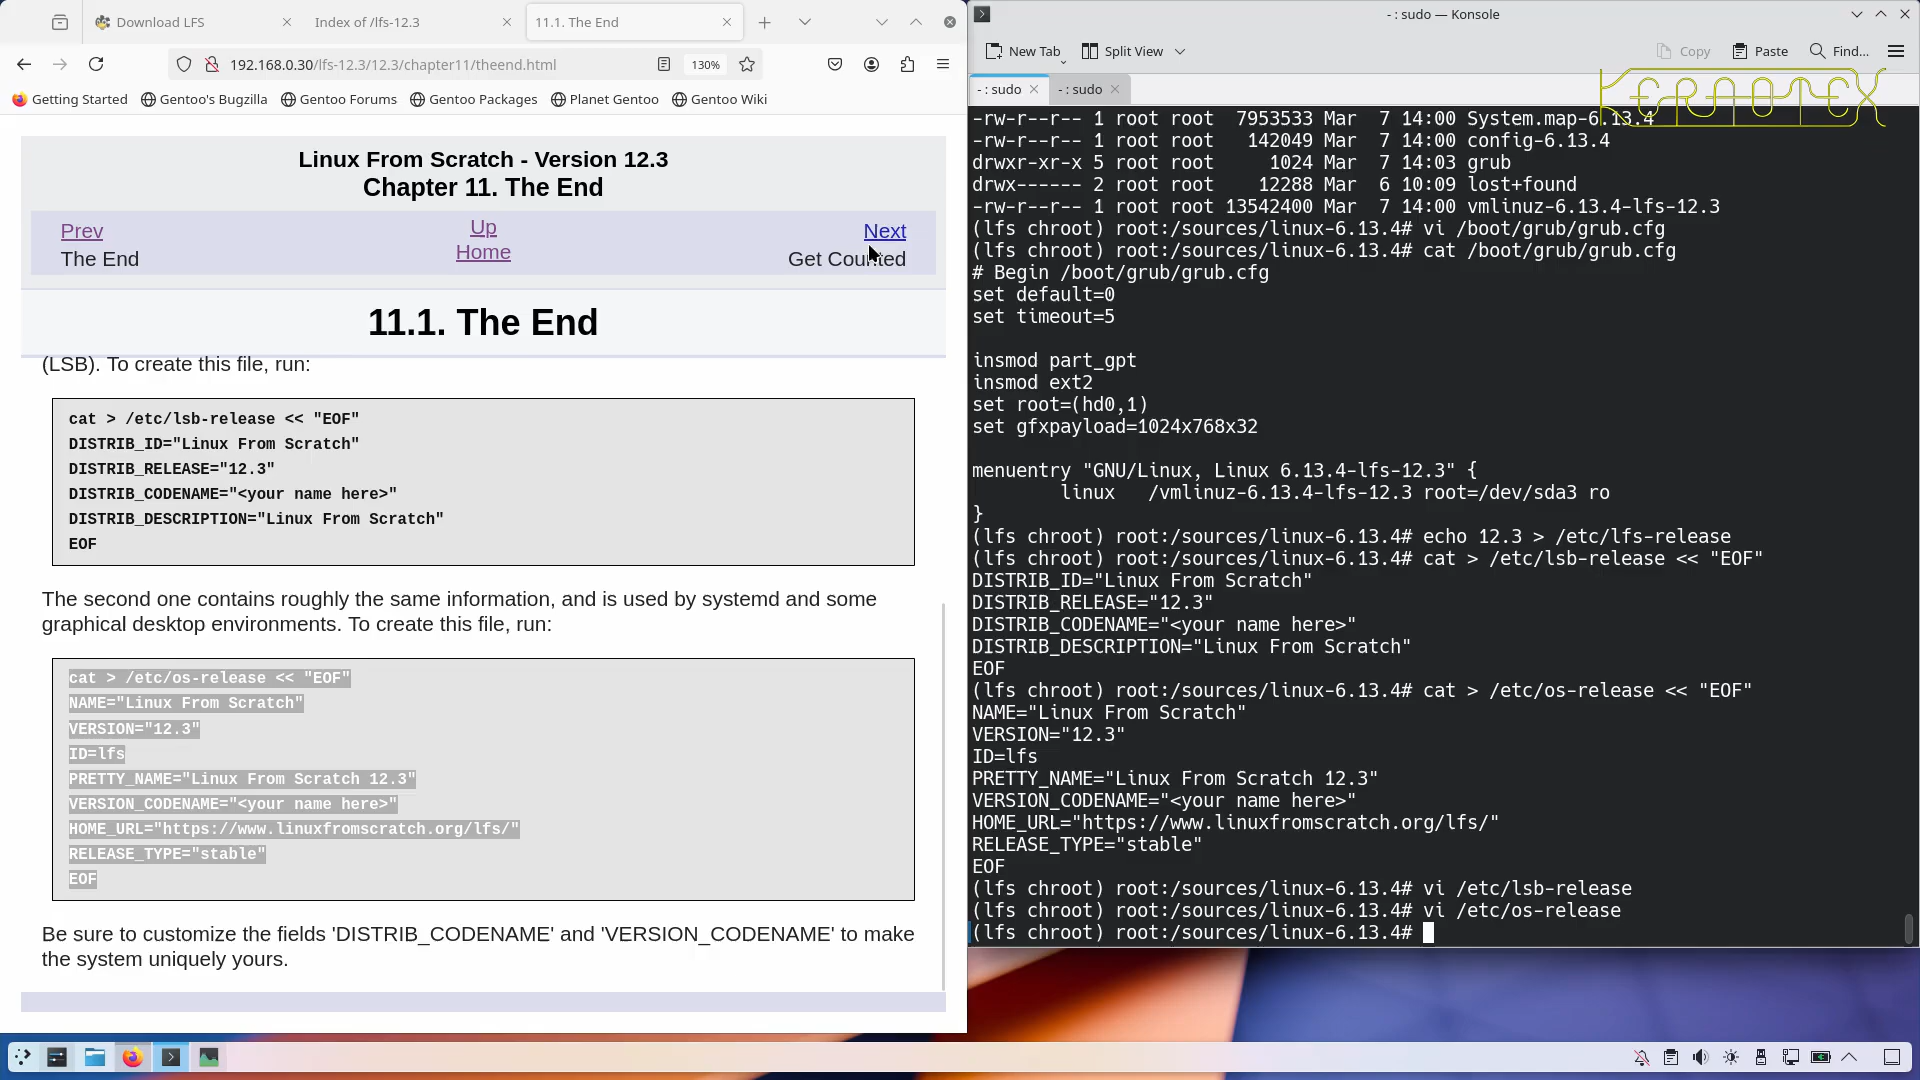 Download LFS
Index of /lfs-12.3
11.1. The End
192.168.0.30/lfs-12.3/12.3/chapter11/theend.html
130%
Getting Started
Gentoo's Bugzilla
Gentoo Forums
Gentoo Packages
Planet Gentoo
Gentoo Wiki
Linux From Scratch - Version 12.3
Chapter 11. The End
Prev
Up
Next
The End
Home
Get Counted
11.1. The End
(LSB). To create this file, run:
cat > /etc/lsb-release << "EOF"
DISTRIB_ID="Linux From Scratch"
DISTRIB_RELEASE="12.3"
DISTRIB_CODENAME="<your name here>"
DISTRIB_DESCRIPTION="Linux From Scratch"
EOF
The second one contains roughly the same information, and is used by systemd and some
graphical desktop environments. To create this file, run:
cat > /etc/os-release << "EOF"
NAME="Linux From Scratch"
VERSION="12.3"
ID=lfs
PRETTY_NAME="Linux From Scratch 12.3"
VERSION_CODENAME="<your name here>"
HOME_URL="https://www.linuxfromscratch.org/lfs/"
RELEASE_TYPE="stable"
EOF
Be sure to customize the fields 'DISTRIB_CODENAME' and 'VERSION_CODENAME' to make
the system uniquely yours.
- : sudo — Konsole
New Tab
Split View
Copy
Paste
Find...
- : sudo
- : sudo
KERNOTEX
-rw-r--r-- 1 root root  7953533 Mar  7 14:00 System.map-6.13.4
-rw-r--r-- 1 root root   142049 Mar  7 14:00 config-6.13.4
drwxr-xr-x 5 root root     1024 Mar  7 14:03 grub
drwx------ 2 root root    12288 Mar  6 10:09 lost+found
-rw-r--r-- 1 root root 13542400 Mar  7 14:00 vmlinuz-6.13.4-lfs-12.3
(lfs chroot) root:/sources/linux-6.13.4# vi /boot/grub/grub.cfg
(lfs chroot) root:/sources/linux-6.13.4# cat /boot/grub/grub.cfg
# Begin /boot/grub/grub.cfg
set default=0
set timeout=5
insmod part_gpt
insmod ext2
set root=(hd0,1)
set gfxpayload=1024x768x32
menuentry "GNU/Linux, Linux 6.13.4-lfs-12.3" {
        linux   /vmlinuz-6.13.4-lfs-12.3 root=/dev/sda3 ro
}
(lfs chroot) root:/sources/linux-6.13.4# echo 12.3 > /etc/lfs-release
(lfs chroot) root:/sources/linux-6.13.4# cat > /etc/lsb-release << "EOF"
DISTRIB_ID="Linux From Scratch"
DISTRIB_RELEASE="12.3"
DISTRIB_CODENAME="<your name here>"
DISTRIB_DESCRIPTION="Linux From Scratch"
EOF
(lfs chroot) root:/sources/linux-6.13.4# cat > /etc/os-release << "EOF"
NAME="Linux From Scratch"
VERSION="12.3"
ID=lfs
PRETTY_NAME="Linux From Scratch 12.3"
VERSION_CODENAME="<your name here>"
HOME_URL="https://www.linuxfromscratch.org/lfs/"
RELEASE_TYPE="stable"
EOF
(lfs chroot) root:/sources/linux-6.13.4# vi /etc/lsb-release
(lfs chroot) root:/sources/linux-6.13.4# vi /etc/os-release
(lfs chroot) root:/sources/linux-6.13.4#